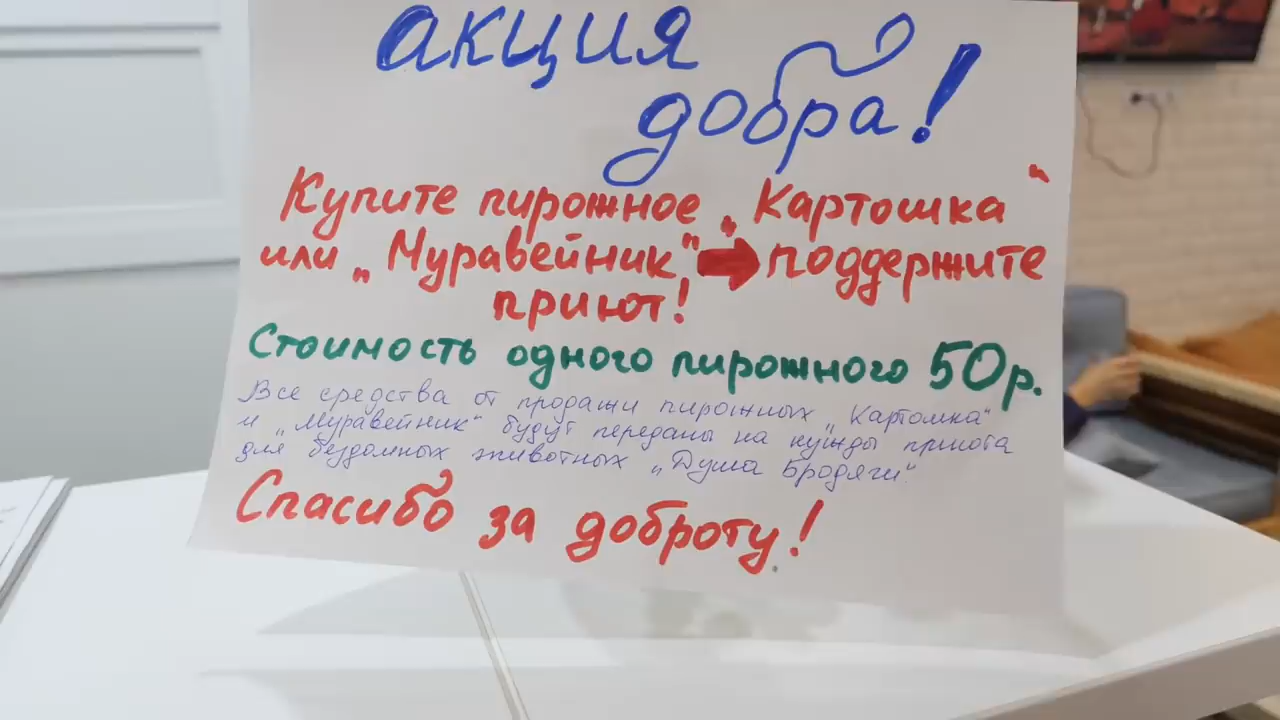 акция
добра!
Купите пирожное „Картошка“
или „Муравейник“ поддержите
приют!
Стоимость одного пирожного 50р.
Все средства от продажи пирожных „Картошка“
и „Муравейник“ будут переданы на нужды приюта
для бездомных животных „Душа бродяги“.
Спасибо за доброту!